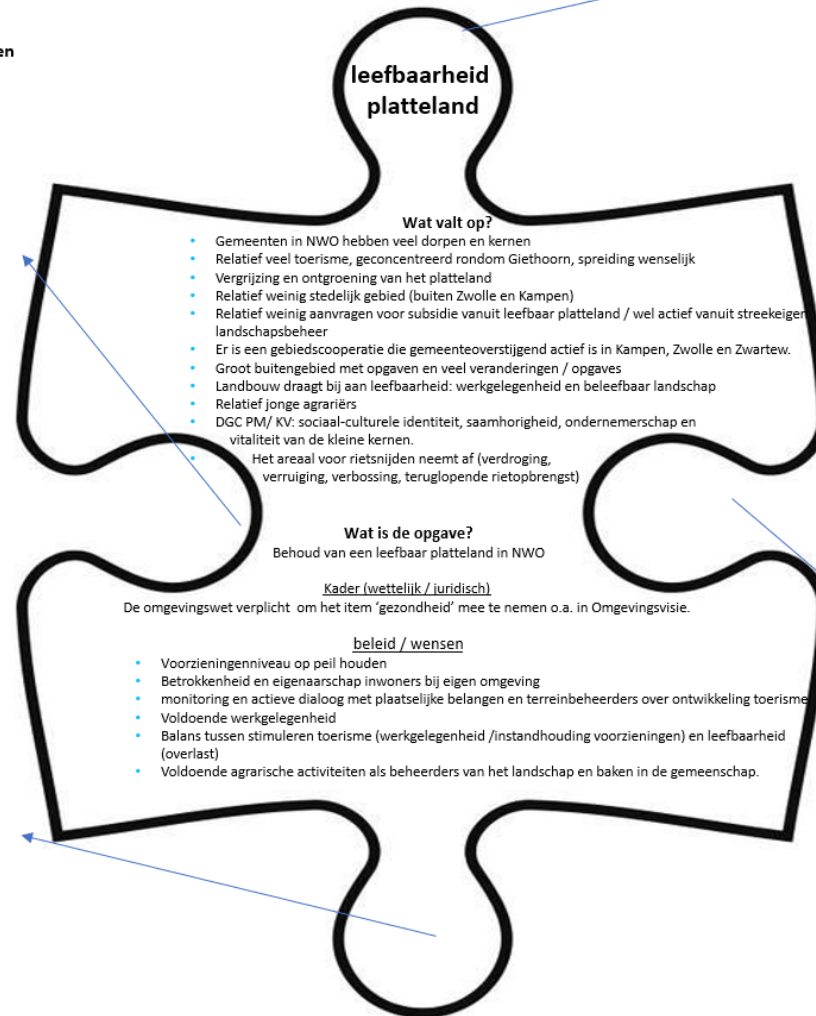 en
leefbaarheid
platteland
Wat valt op?
• Gemeenten in NWO hebben veel dorpen en kernen
• Relatief veel toerisme, geconcentreerd rondom Giethoorn, spreiding wenselijk
• Vergrijzing en ontgroening van het platteland
• Relatief weinig stedelijk gebied (buiten Zwolle en Kampen)
• Relatief weinig aanvragen voor subsidie vanuit leefbaar platteland / wel actief vanuit streekeigen
landschapsbeheer
• Er is een gebiedscooperatie die gemeenteoverstijgend actief is in Kampen, Zwolle en Zwartew.
• Groot buitengebied met opgaven en veel veranderingen / opgaves
• Landbouw draagt bij aan leefbaarheid: werkgelegenheid en beleefbaar landschap
• Relatief jonge agrariërs
• DGC PM/ KV: sociaal-culturele identiteit, saamhorigheid, ondernemerschap en
vitaliteit van de kleine kernen.
• Het areaal voor rietsnijden neemt af (verdroging,
verruiging, verbossing, teruglopende rietopbrengst)
Wat is de opgave?
Behoud van een leefbaar platteland in NWO
Kader (wettelijk / juridisch)
De omgevingswet verplicht om het item ‘gezondheid’ mee te nemen o.a. in Omgevingsvisie.
beleid / wensen
• Voorzieningenniveau op peil houden
• Betrokkenheid en eigenaarschap inwoners bij eigen omgeving
• monitoring en actieve dialoog met plaatselijke belangen en terreinbeheerders over ontwikkeling toerisme
• Voldoende werkgelegenheid
• Balans tussen stimuleren toerisme (werkgelegenheid /instandhouding voorzieningen) en leefbaarheid
(overlast)
• Voldoende agrarische activiteiten als beheerders van het landschap en baken in de gemeenschap.